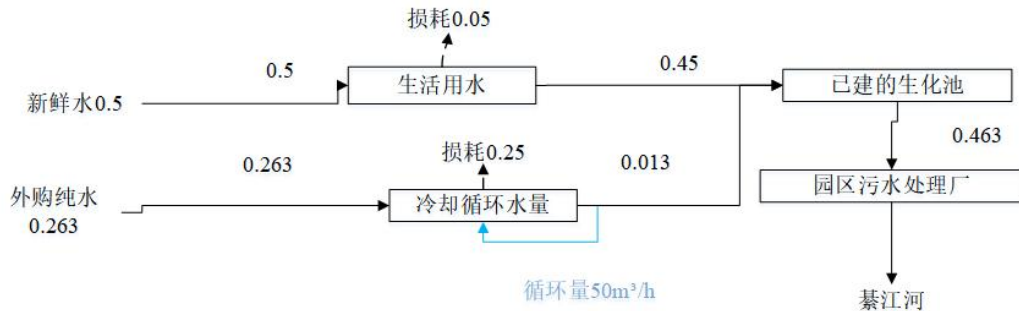 损耗0.05
0.5
0.45
新鲜水0.5
生活用水
已建的生化池
0.463
0.263
损耗0.25
0.013
外购纯水
0.263
冷却循环水量
园区污水处理厂
循环量50m³/h
綦江河